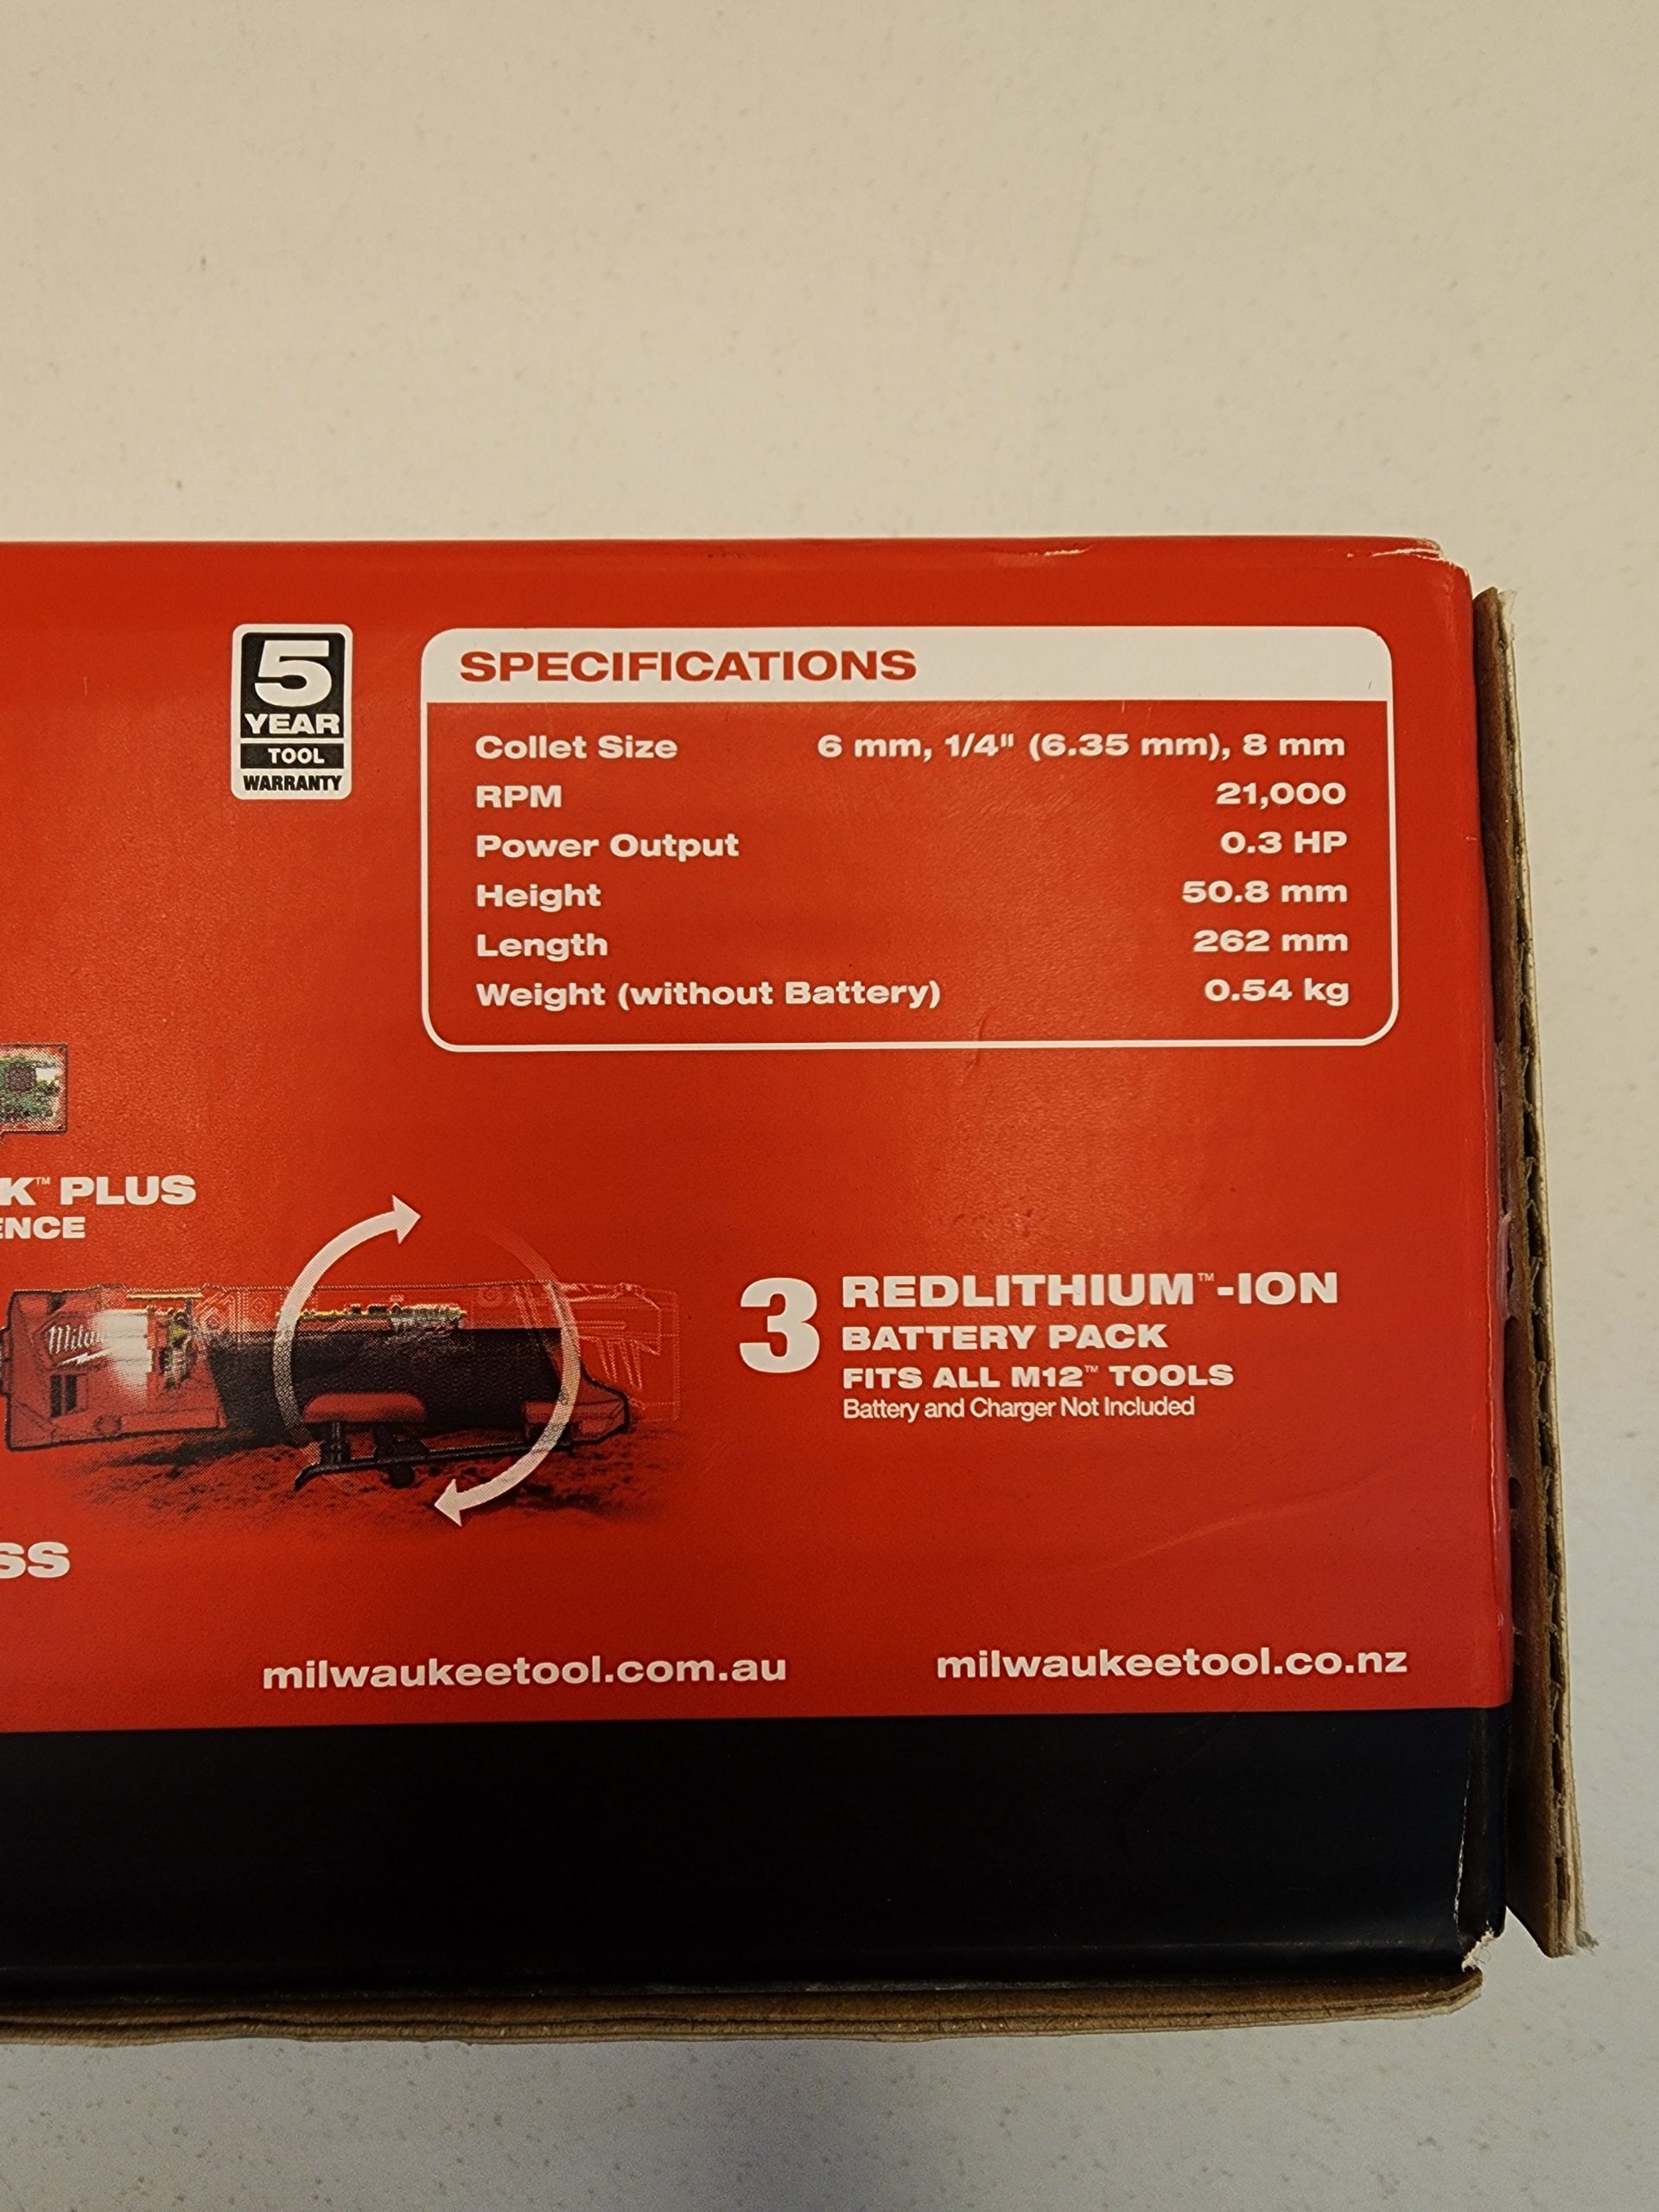 5
YEAR
TOOL
WARRANTY
SPECIFICATIONS
Collet Size 6 mm, 1/4" (6.35 mm), 8 mm
RPM 21,000
Power Output 0.3 HP
Height 50.8 mm
Length 262 mm
Weight (without Battery) 0.54 kg
K™ PLUS
ENCE
3 REDLITHIUM™-ION
BATTERY PACK
FITS ALL M12™ TOOLS
Battery and Charger Not Included
Milw
SS
milwaukeetool.com.au milwaukeetool.co.nz